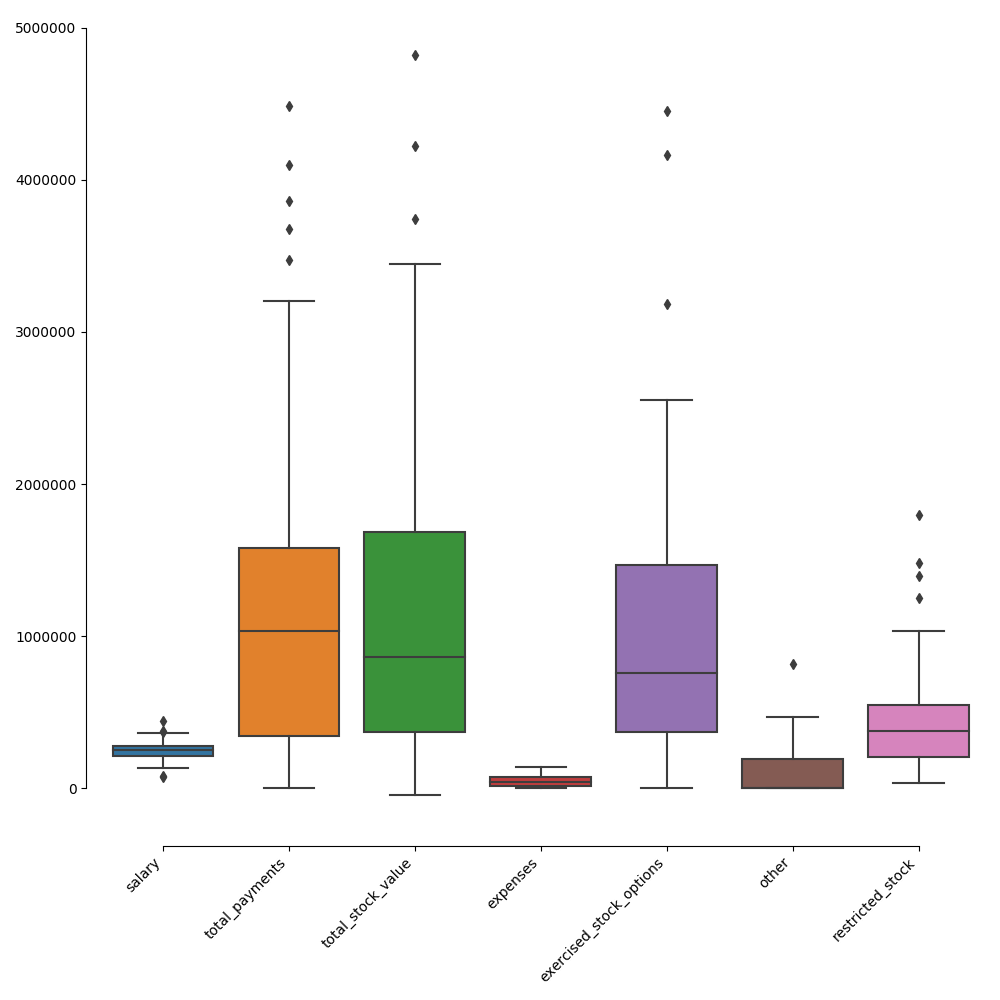 5000000
4000000
3000000
2000000
1000000
0
salary
total_payments
total_stock_value
expenses
exercised_stock_options
other
restricted_stock